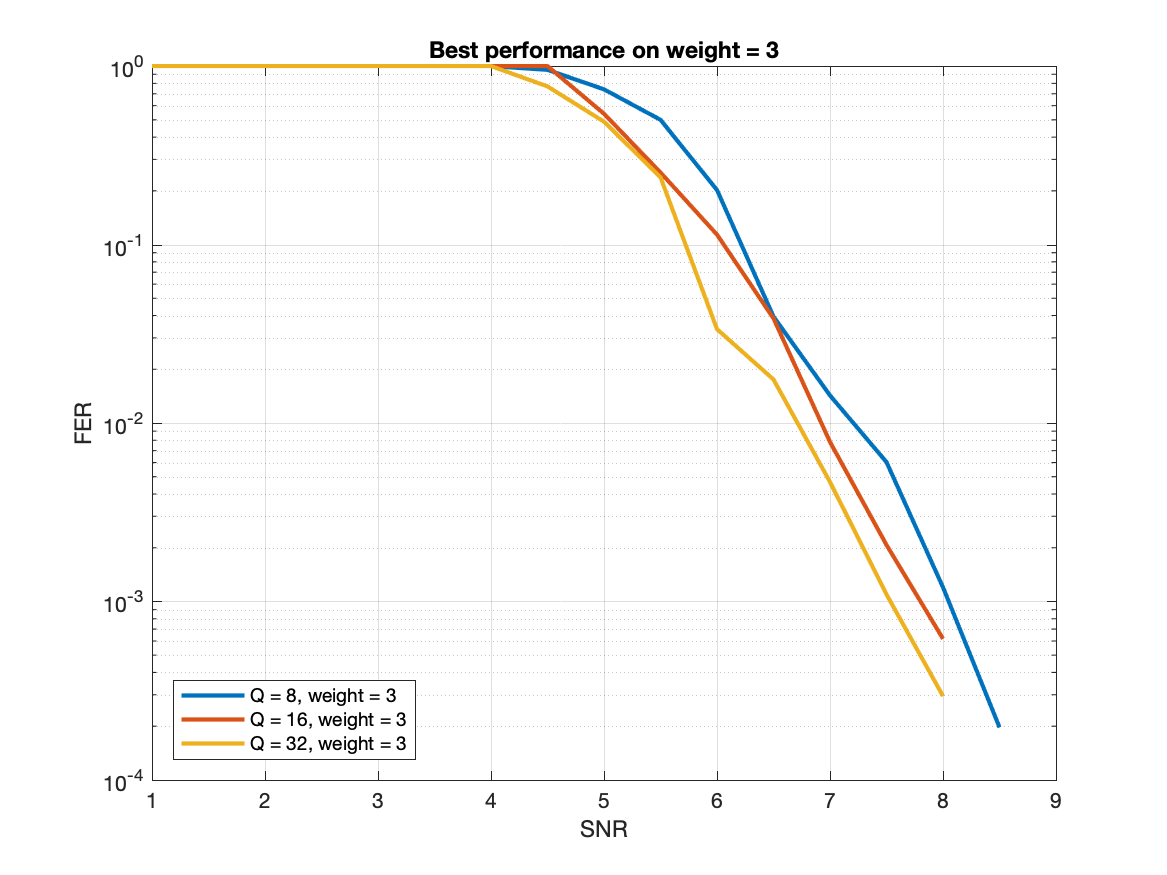 Best performance on weight = 3
10^0
10^-1
10^-2
10^-3
10^-4
FER
Q = 8, weight = 3
Q = 16, weight = 3
Q = 32, weight = 3
1 2 3 4 5 6 7 8 9
SNR